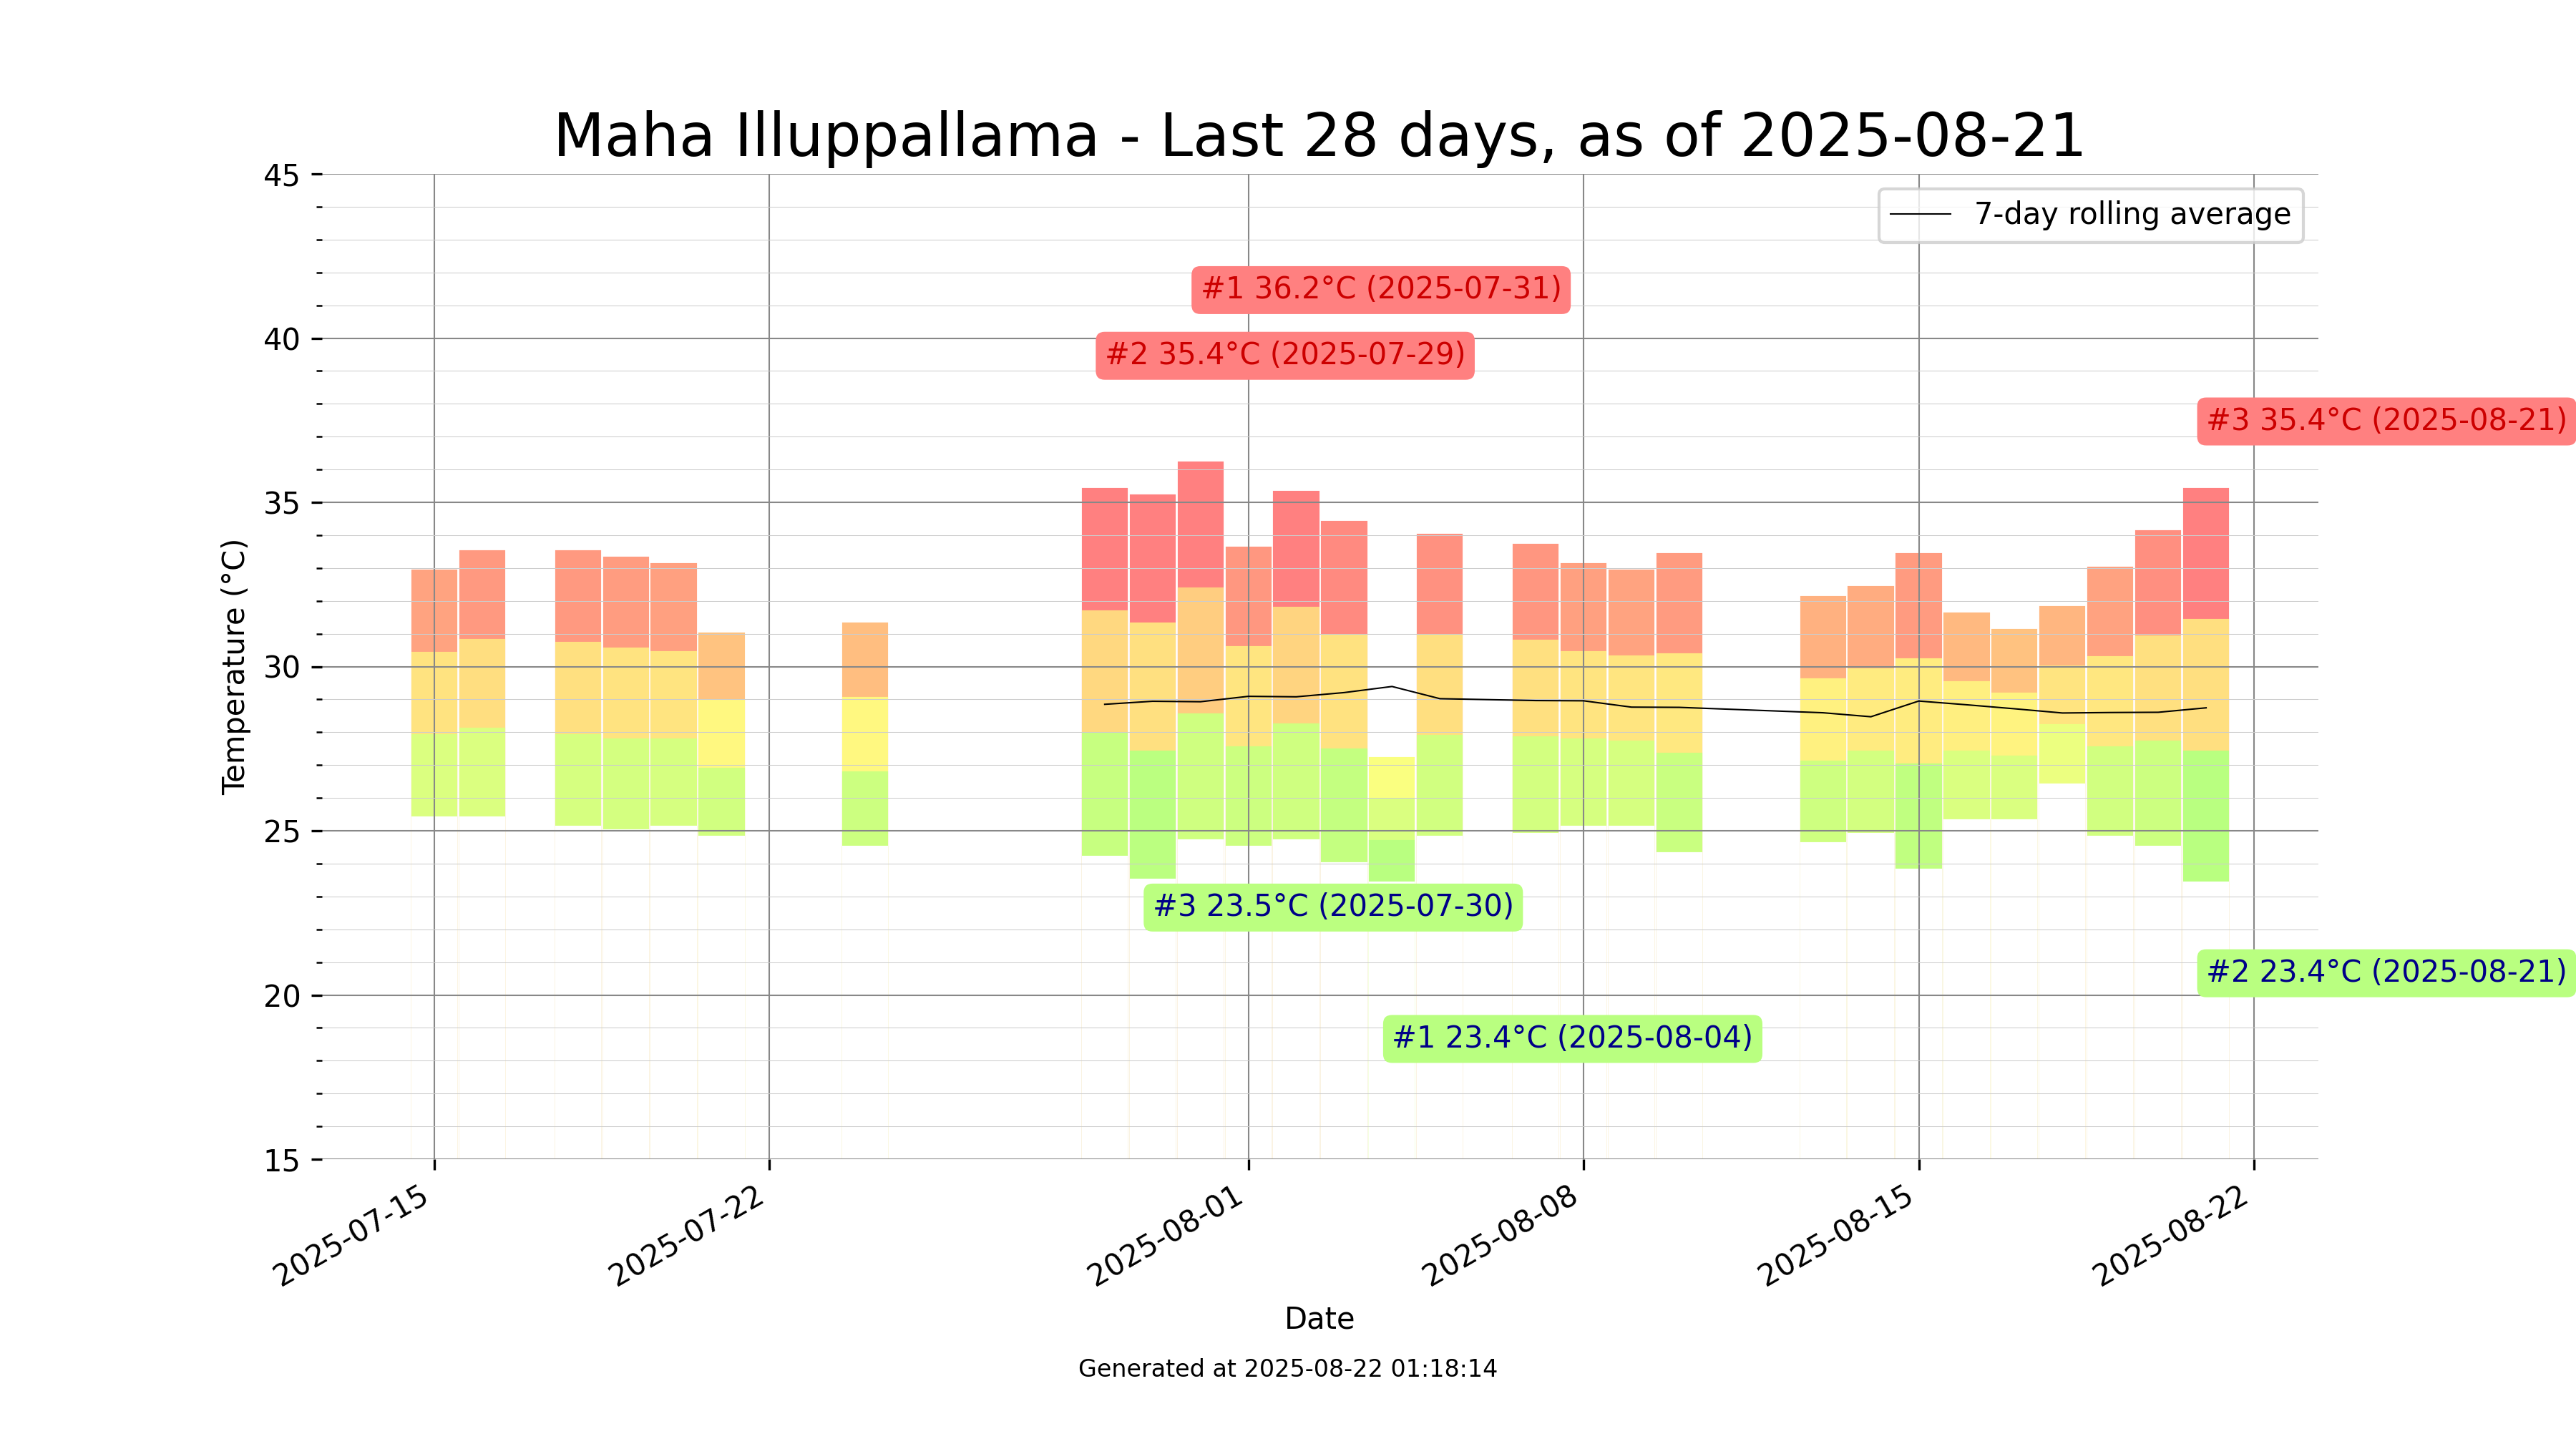 Maha Illuppallama - Last 28 days, as of 2025-08-21
45
7-day rolling average
#1 36.2°C (2025-07-31)
40
#2 35.4°C (2025-07-29)
#3 35.4°C (2025-08-21)
35
Temperature (°C)
30
25
#3 23.5°C (2025-07-30)
#2 23.4°C (2025-08-21)
20
#1 23.4°C (2025-08-04)
15
2025-07-15
2025-07-22
2025-08-01
2025-08-08
2025-08-15
2025-08-22
Date
Generated at 2025-08-22 01:18:14